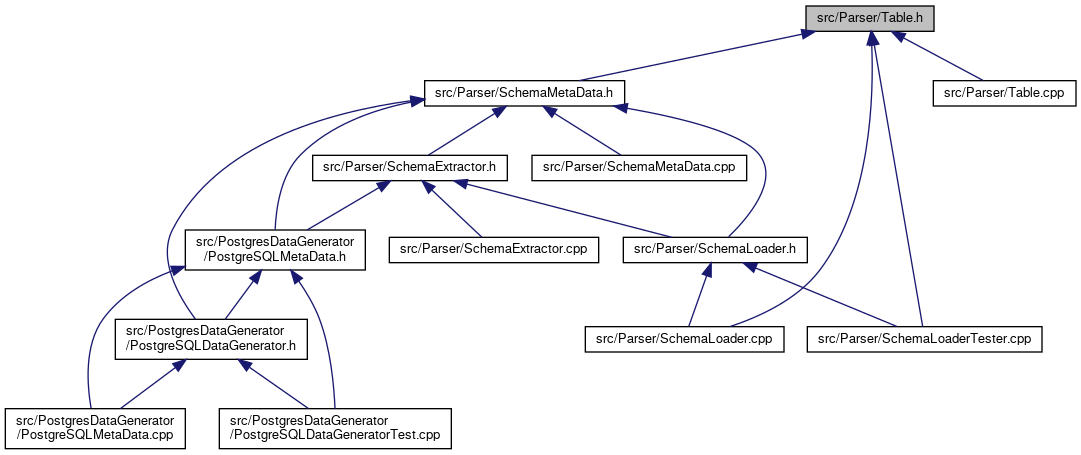 src/Parser/Table.h
src/Parser/SchemaMetaData.h
src/Parser/Table.cpp
src/Parser/SchemaExtractor.h
src/Parser/SchemaMetaData.cpp
src/PostgresDataGenerator
/PostgreSQLMetaData.h
src/Parser/SchemaExtractor.cpp
src/Parser/SchemaLoader.h
src/PostgresDataGenerator
/PostgreSQLDataGenerator.h
src/Parser/SchemaLoader.cpp
src/Parser/SchemaLoaderTester.cpp
src/PostgresDataGenerator
/PostgreSQLMetaData.cpp
src/PostgresDataGenerator
/PostgreSQLDataGeneratorTest.cpp